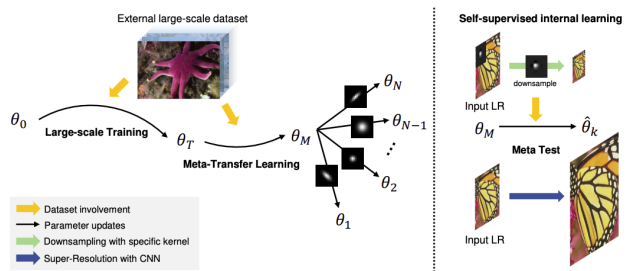 External large-scale dataset
θ0
Large-scale Training
θT
Meta-Transfer Learning
θM
θN
θN−1
θ2
θ1
Dataset involvement
Parameter updates
Downsampling with specific kernel
Super-Resolution with CNN
Self-supervised internal learning
downsample
Input LR
θM
θ̂k
Meta Test
Input LR